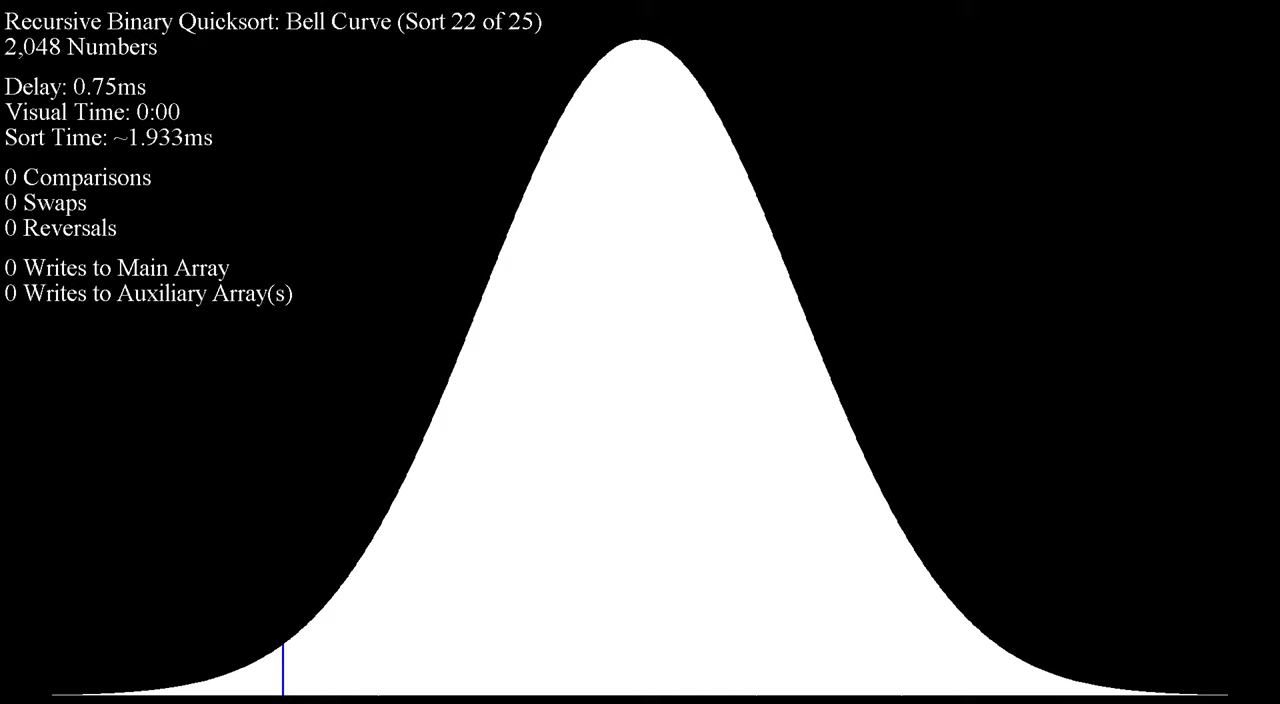 Recursive Binary Quicksort: Bell Curve (Sort 22 of 25)
2,048 Numbers
Delay: 0.75ms
Visual Time: 0:00
Sort Time: ~1.933ms
0 Comparisons
0 Swaps
0 Reversals
0 Writes to Main Array
0 Writes to Auxiliary Array(s)